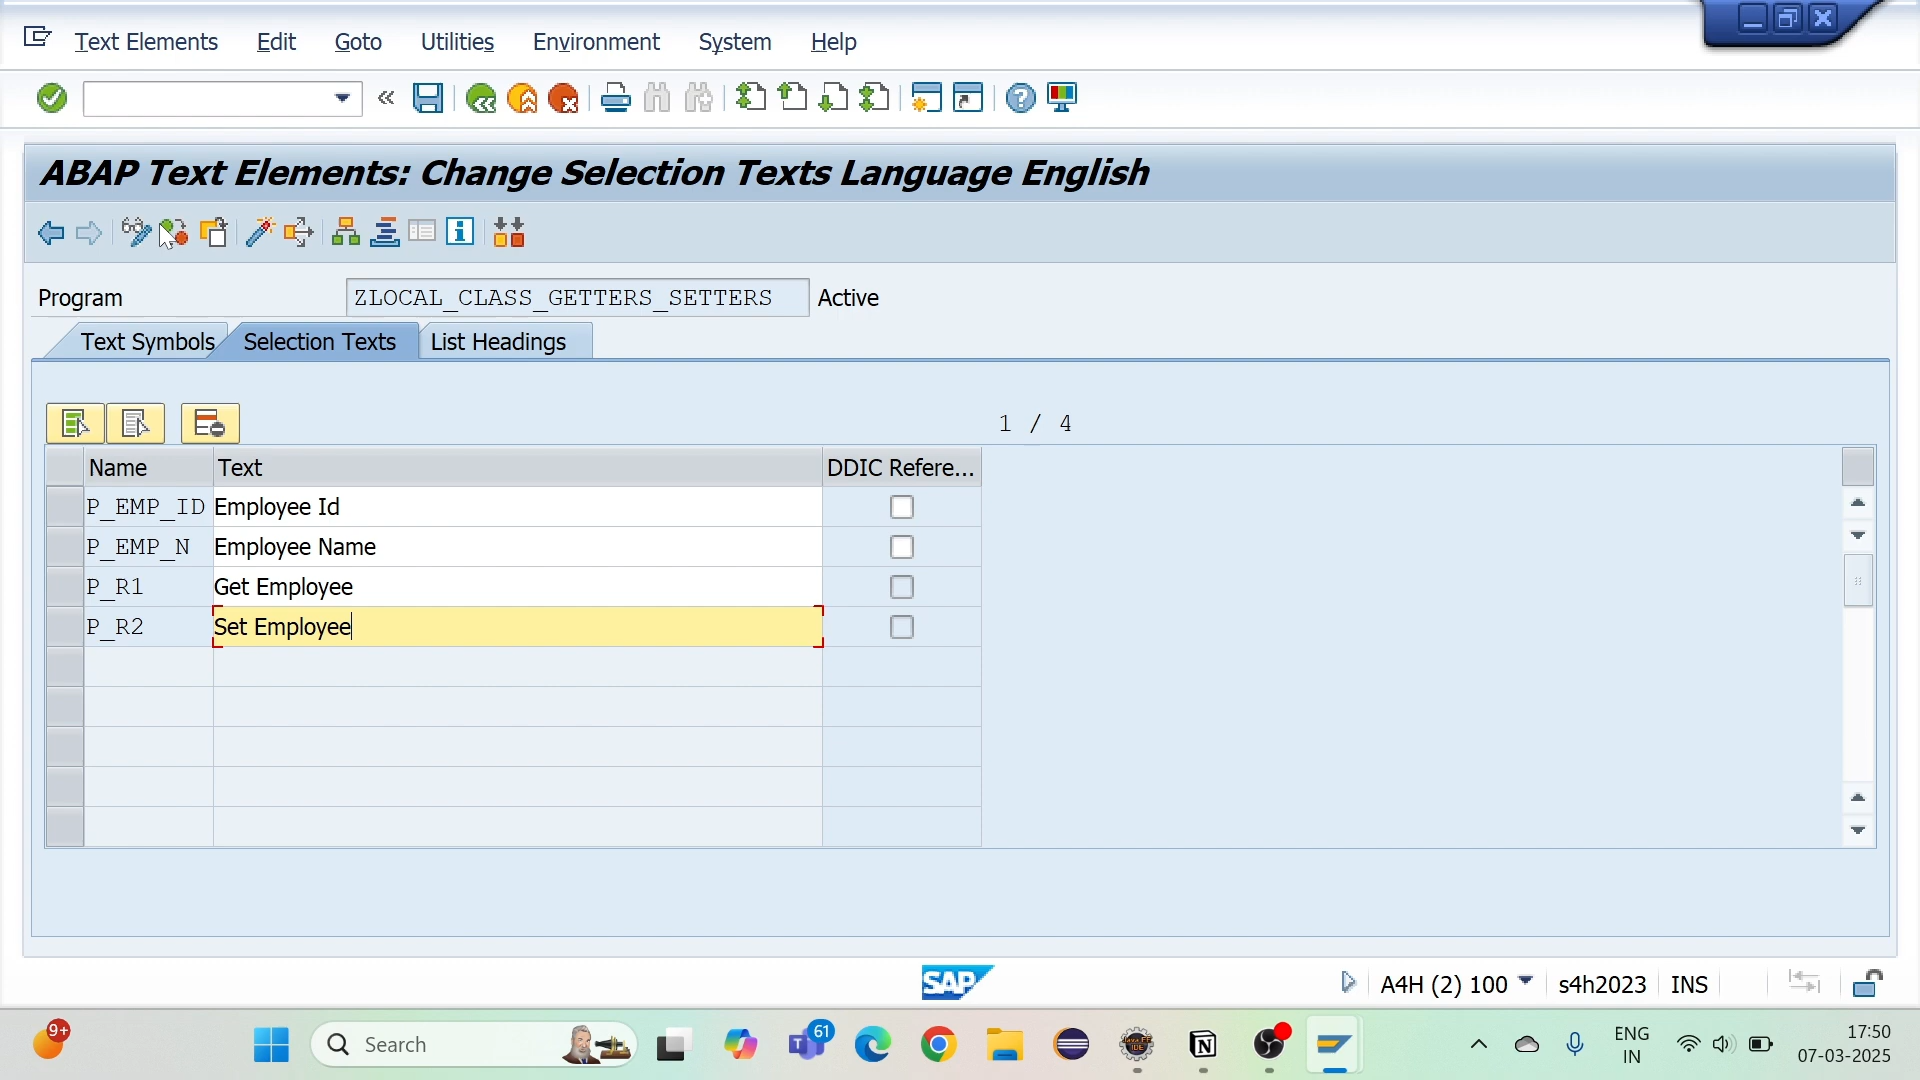 Text Elements Edit Goto Utilities Environment System Help
ABAP Text Elements: Change Selection Texts Language English
Program ZLOCAL_CLASS_GETTERS_SETTERS Active
Text Symbols Selection Texts List Headings
1 / 4
Name Text DDIC Refere...
P_EMP_ID Employee Id
P_EMP_N Employee Name
P_R1 Get Employee
P_R2 Set Employee
SAP A4H (2) 100 s4h2023 INS
9+ Search 61 ENG IN 17:50
07-03-2025